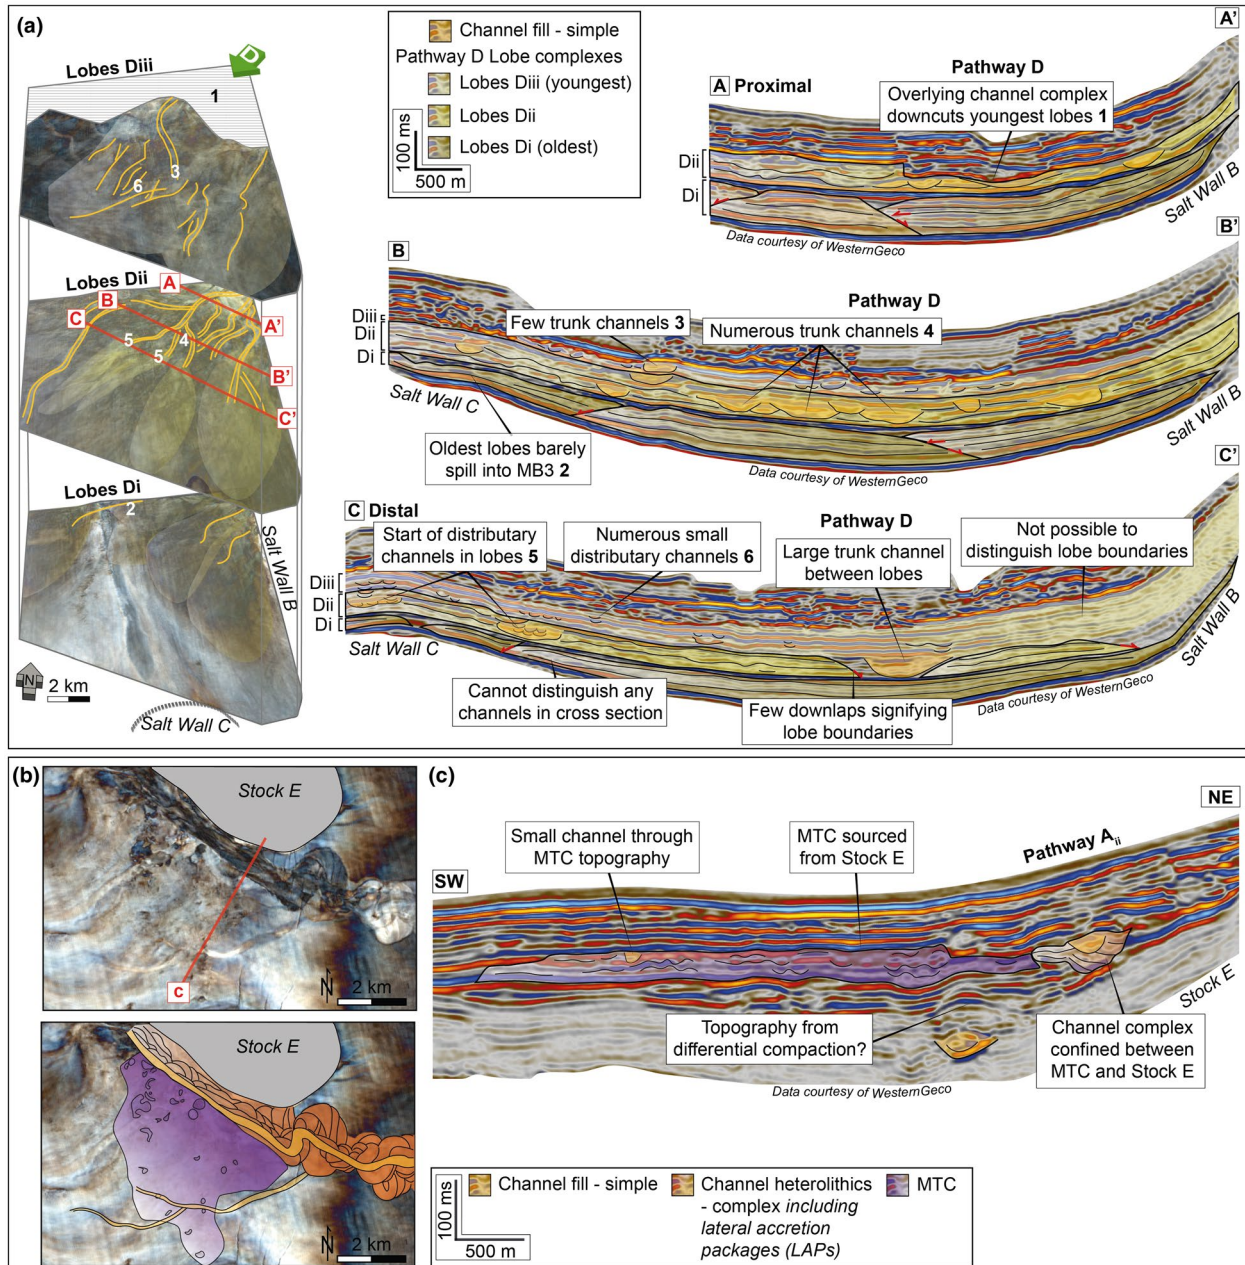 (a)
Lobes Diii
D
1
3
6
Lobes Dii
A
B
C
A'
5
4
5
B'
C'
Lobes Di
2
Salt Wall B
N
2 km
Salt Wall C
Channel fill - simple
Pathway D Lobe complexes
Lobes Diii (youngest)
Lobes Dii
Lobes Di (oldest)
100 ms
500 m
A'
A Proximal
Pathway D
Overlying channel complex
downcuts youngest lobes 1
Dii
Di
Salt Wall B
Data courtesy of WesternGeco
B
B'
Pathway D
Few trunk channels 3
Numerous trunk channels 4
Diii
Dii
Di
Salt Wall C
Salt Wall B
Oldest lobes barely
spill into MB3 2
Data courtesy of WesternGeco
C'
C Distal
Pathway D
Start of distributary
channels in lobes 5
Numerous small
distributary channels 6
Large trunk channel
between lobes
Not possible to
distinguish lobe boundaries
Diii
Dii
Di
Salt Wall C
Salt Wall B
Cannot distinguish any
channels in cross section
Few downlaps signifying
lobe boundaries
Data courtesy of WesternGeco
(b)
Stock E
c
N
2 km
Stock E
N
2 km
(c)
NE
SW
Small channel through
MTC topography
MTC sourced
from Stock E
Pathway Aii
Stock E
Topography from
differential compaction?
Channel complex
confined between
MTC and Stock E
Data courtesy of WesternGeco
100 ms
500 m
Channel fill - simple
Channel heterolithics
- complex including
lateral accretion
packages (LAPs)
MTC